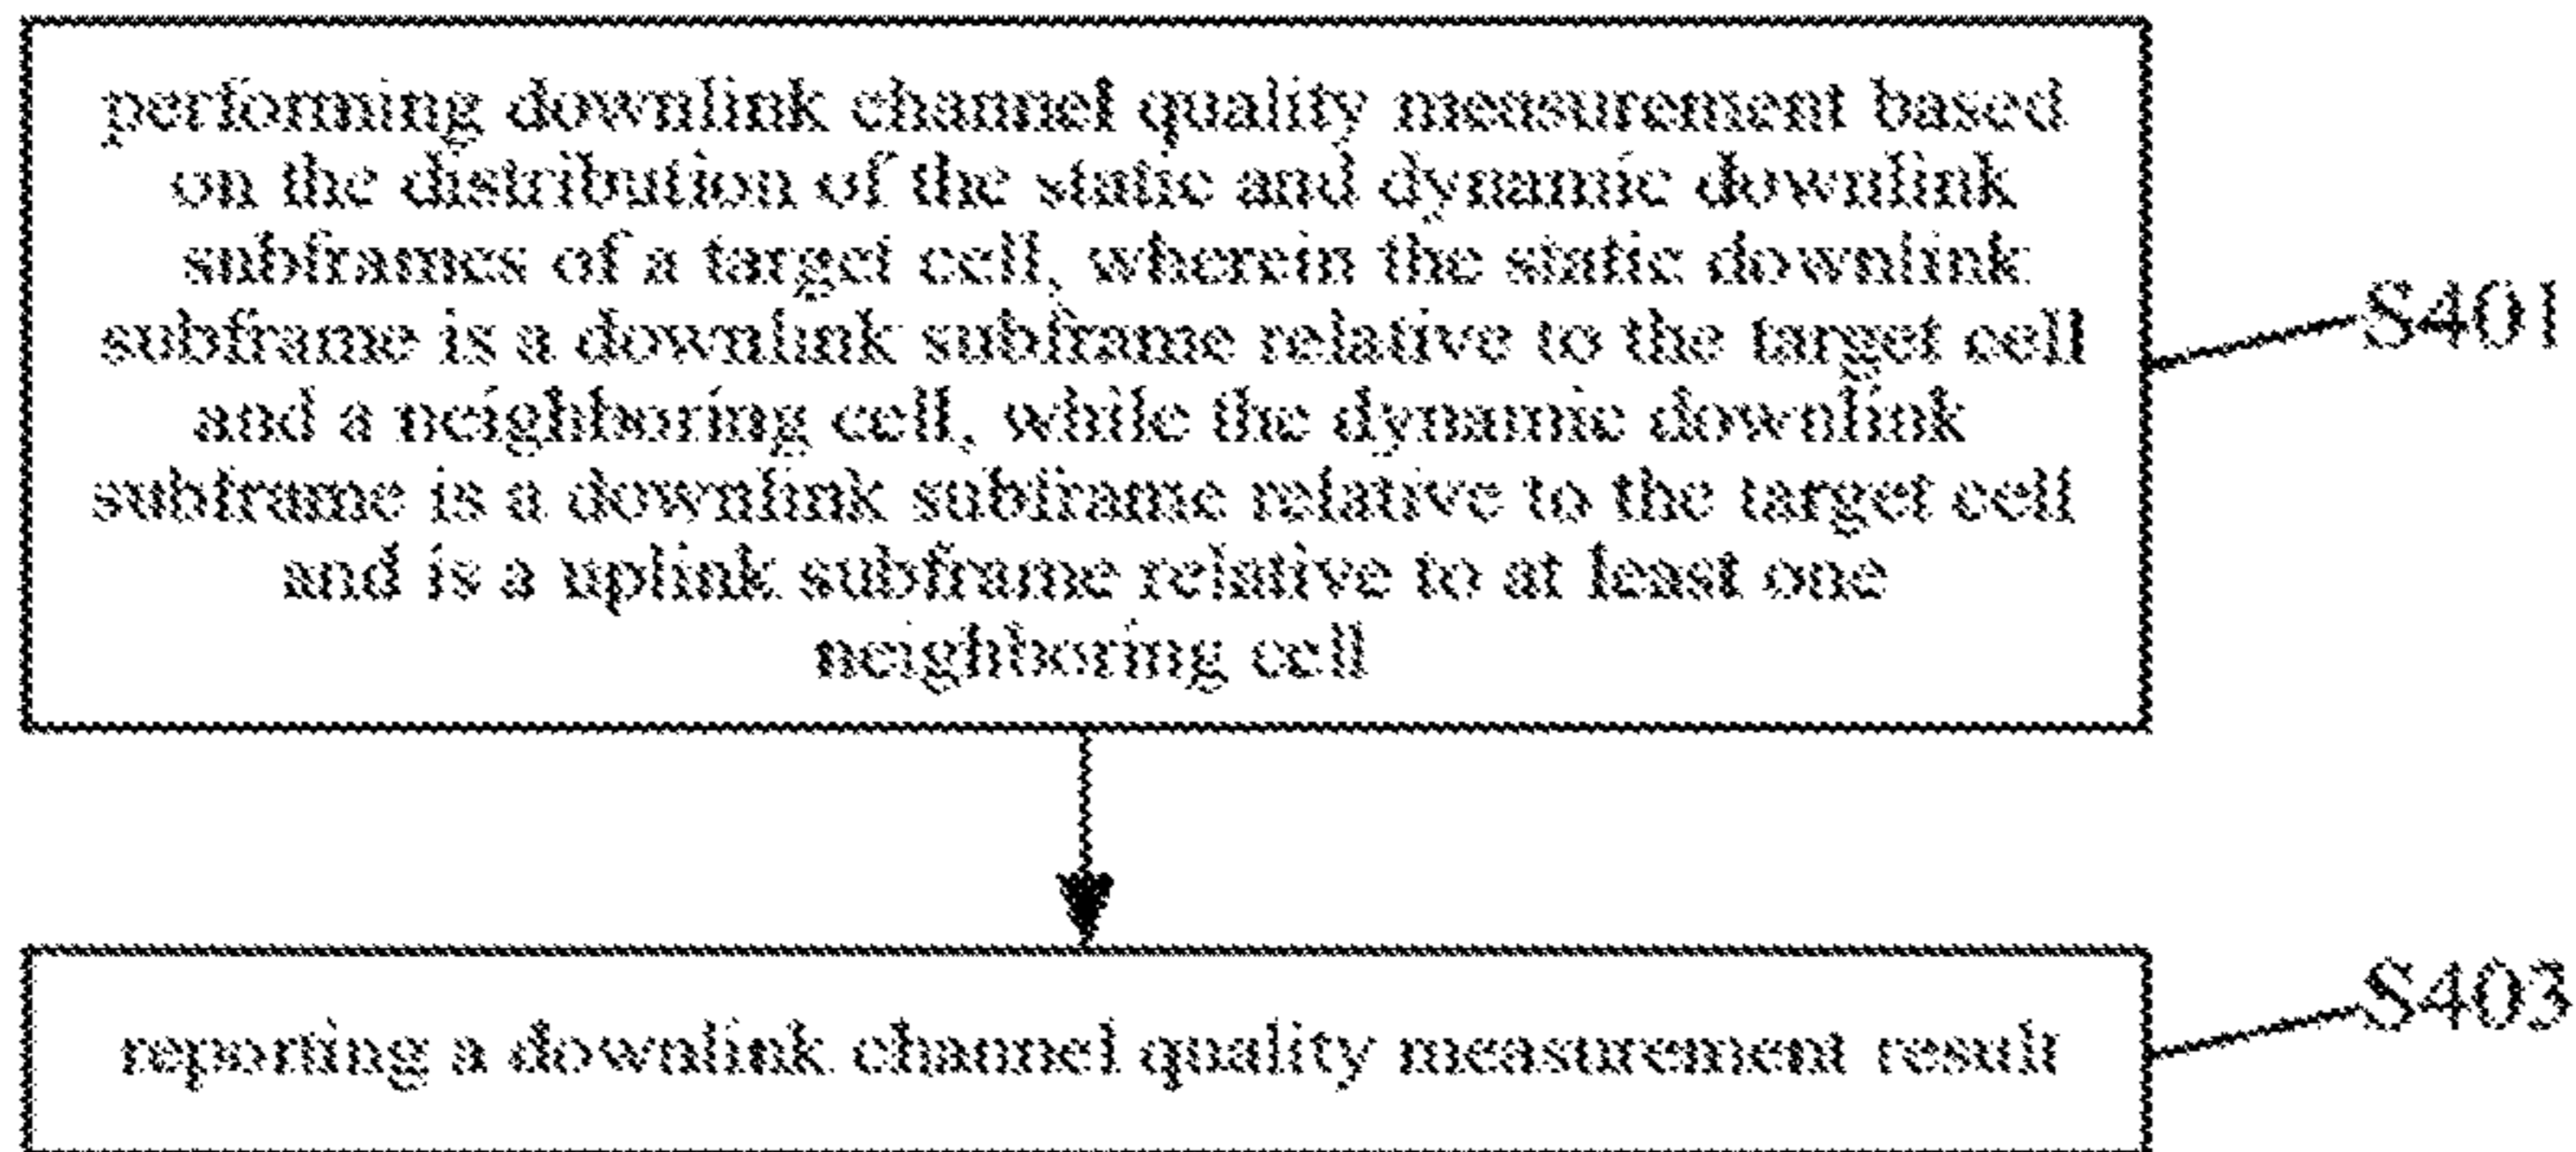 performing downlink channel quality measurement based
on the distribution of the static and dynamic downlink
subframes of a target cell, wherein the static downlink
subframe is a downlink subframe relative to the target cell
and a neighboring cell, while the dynamic downlink
subframe is a downlink subframe relative to the target cell
and is a uplink subframe relative to at least one
neighboring cell
S401
reporting a downlink channel quality measurement result
S403